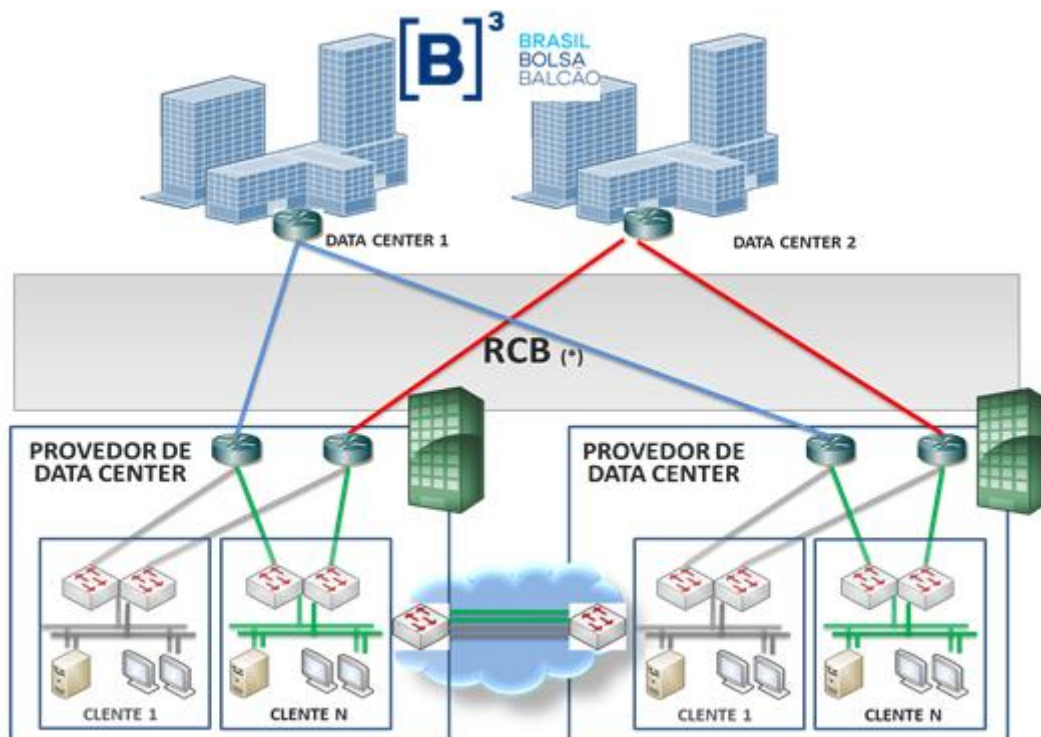 [B]³
BRASIL
BOLSA
BALCÃO
DATA CENTER 1
DATA CENTER 2
RCB (*)
PROVEDOR DE
DATA CENTER
PROVEDOR DE
DATA CENTER
CLENTE 1
CLENTE N
CLENTE 1
CLENTE N